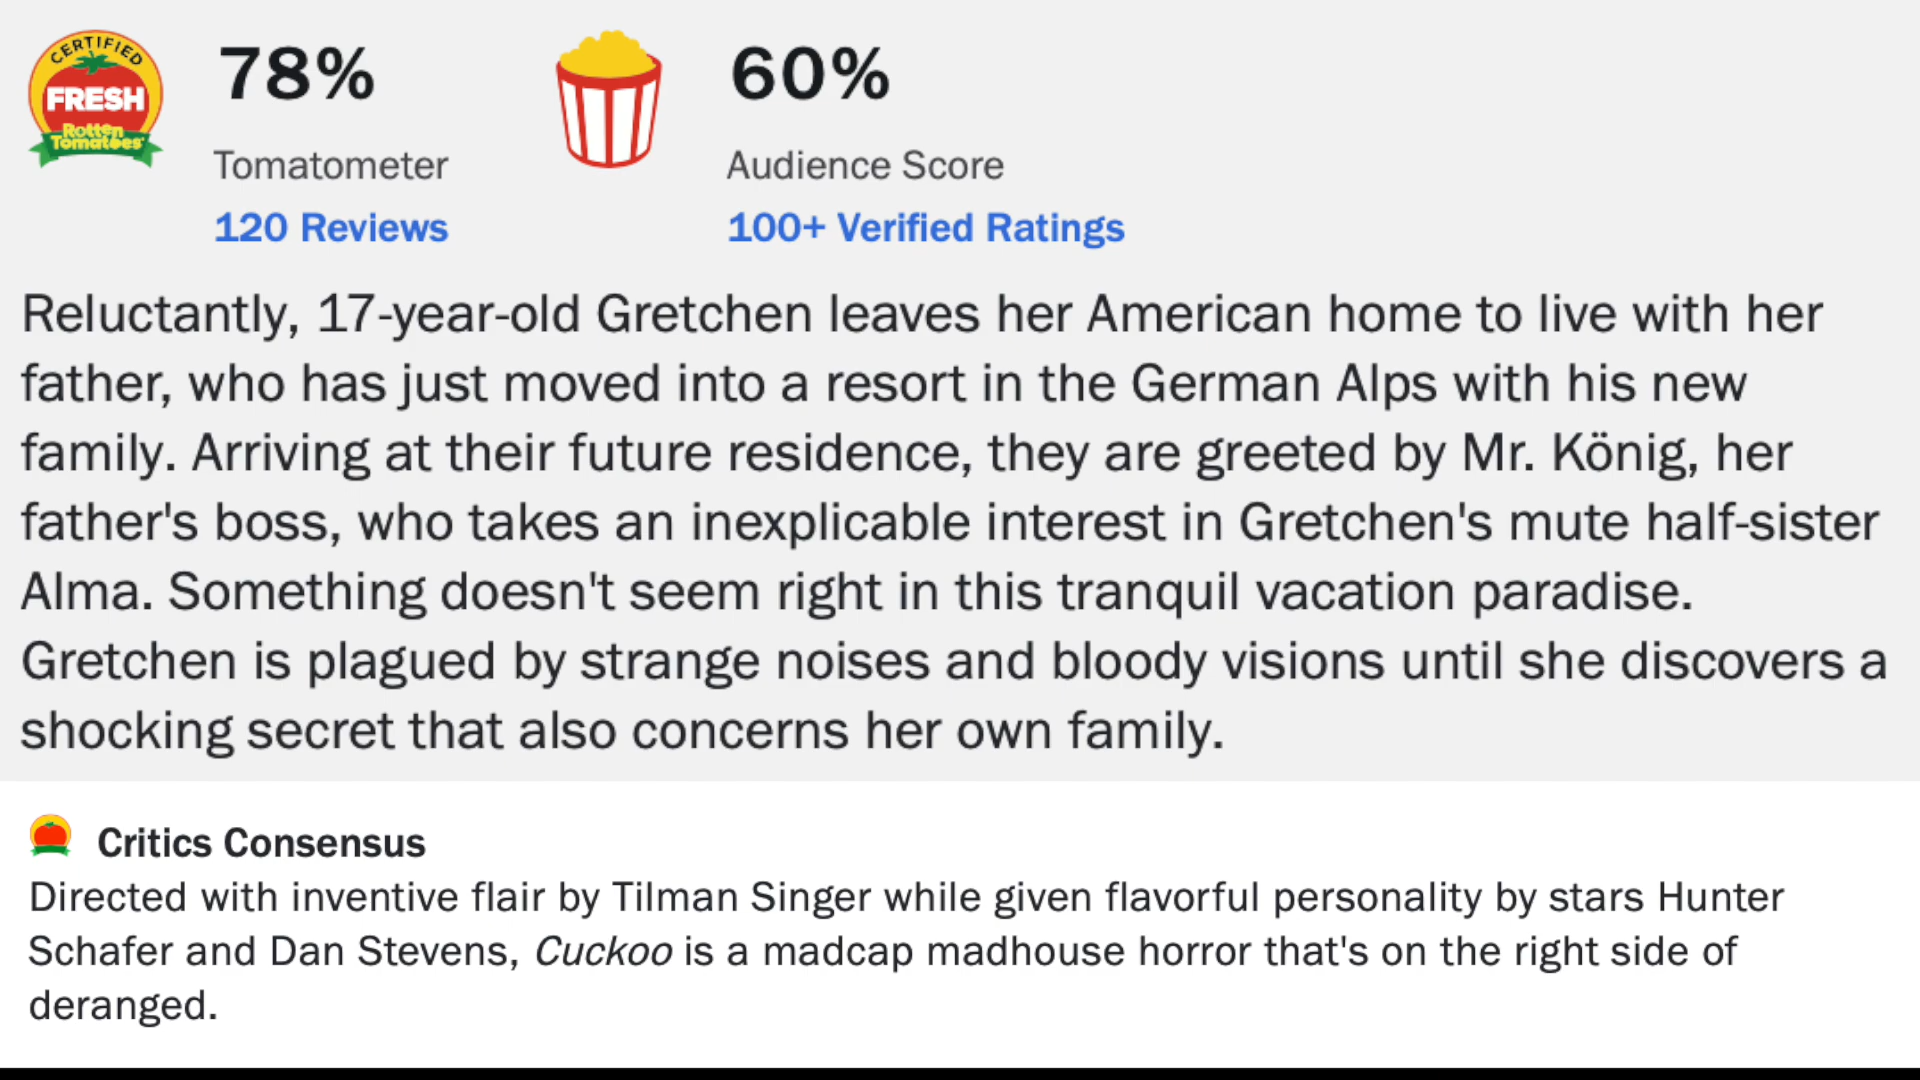 CERTIFIED
FRESH
Rotten
Tomatoes
78%
Tomatometer
120 Reviews
60%
Audience Score
100+ Verified Ratings
Reluctantly, 17-year-old Gretchen leaves her American home to live with her
father, who has just moved into a resort in the German Alps with his new
family. Arriving at their future residence, they are greeted by Mr. König, her
father's boss, who takes an inexplicable interest in Gretchen's mute half-sister
Alma. Something doesn't seem right in this tranquil vacation paradise.
Gretchen is plagued by strange noises and bloody visions until she discovers a
shocking secret that also concerns her own family.
Critics Consensus
Directed with inventive flair by Tilman Singer while given flavorful personality by stars Hunter
Schafer and Dan Stevens, Cuckoo is a madcap madhouse horror that's on the right side of
deranged.